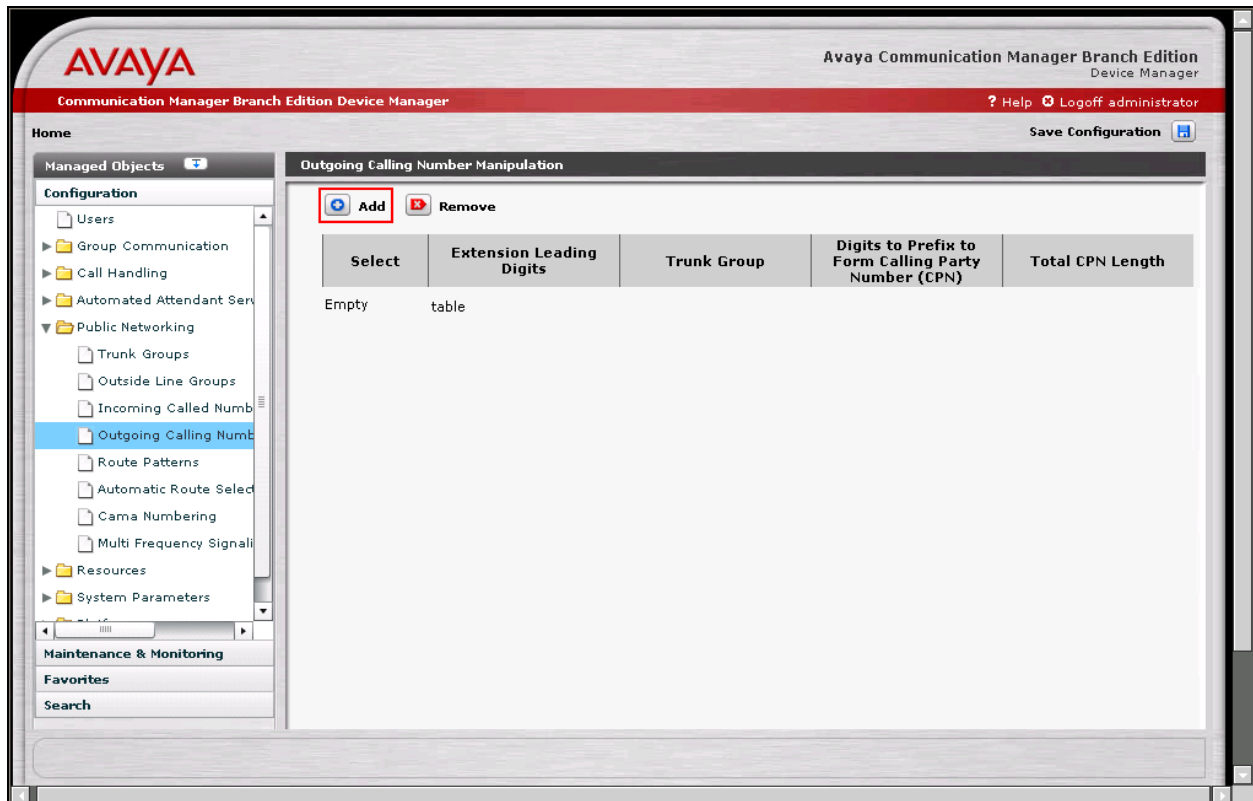 AVAYA
Avaya Communication Manager Branch Edition
Device Manager
Communication Manager Branch Edition Device Manager
? Help Logoff administrator
Home
Save Configuration
Managed Objects
Outgoing Calling Number Manipulation
Configuration
Users
Group Communication
Call Handling
Automated Attendant Serv
Public Networking
Trunk Groups
Outside Line Groups
Incoming Called Numb
Outgoing Calling Numb
Route Patterns
Automatic Route Select
Cama Numbering
Multi Frequency Signali
Resources
System Parameters
Maintenance & Monitoring
Favorites
Search
Add
Remove
Select
Extension Leading
Digits
Trunk Group
Digits to Prefix to
Form Calling Party
Number (CPN)
Total CPN Length
Empty table